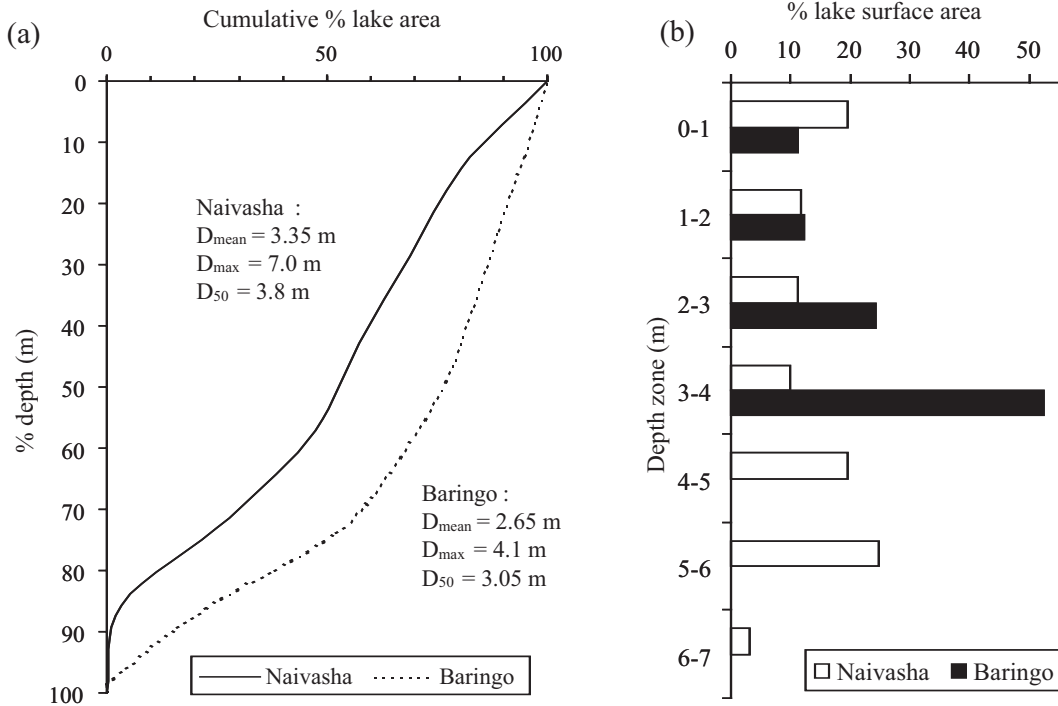 (a)
Cumulative % lake area
0
50
100
0
10
20
30
40
50
60
70
80
90
100
% depth (m)
Naivasha :
Dmean = 3.35 m
Dmax = 7.0 m
D50 = 3.8 m
Baringo :
Dmean = 2.65 m
Dmax = 4.1 m
D50 = 3.05 m
Naivasha Baringo
(b)
% lake surface area
0 10 20 30 40 50
Depth zone (m)
0-1
1-2
2-3
3-4
4-5
5-6
6-7
Naivasha Baringo